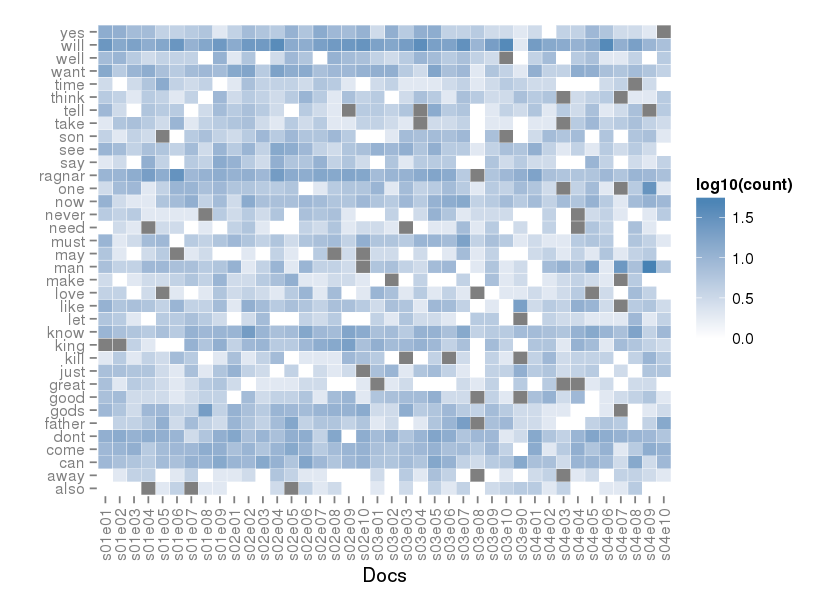 yes
will
well
want
time
think
tell
take
son
see
say
ragnar
one
now
never
need
must
may
man
make
love
like
let
know
king
kill
just
great
good
gods
father
dont
come
can
away
also
s01e01
s01e02
s01e03
s01e04
s01e05
s01e06
s01e07
s01e08
s01e09
s02e01
s02e02
s02e03
s02e04
s02e05
s02e06
s02e07
s02e08
s02e09
s02e10
s03e01
s03e02
s03e03
s03e04
s03e05
s03e06
s03e07
s03e08
s03e09
s03e10
s03e90
s04e01
s04e02
s04e03
s04e04
s04e05
s04e06
s04e07
s04e08
s04e09
s04e10
Docs
log10(count)
1.5
1.0
0.5
0.0